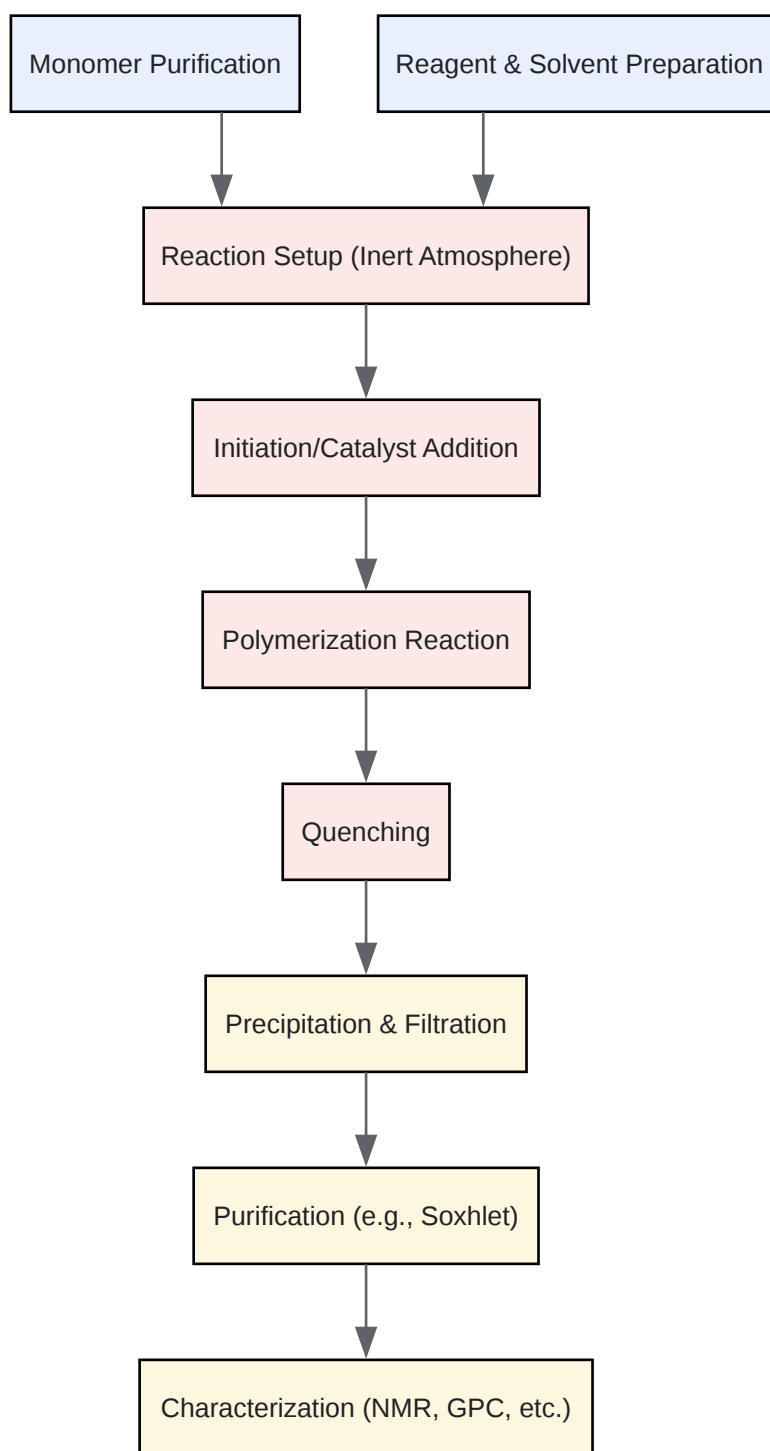 Monomer Purification
Reagent & Solvent Preparation
Reaction Setup (Inert Atmosphere)
Initiation/Catalyst Addition
Polymerization Reaction
Quenching
Precipitation & Filtration
Purification (e.g., Soxhlet)
Characterization (NMR, GPC, etc.)